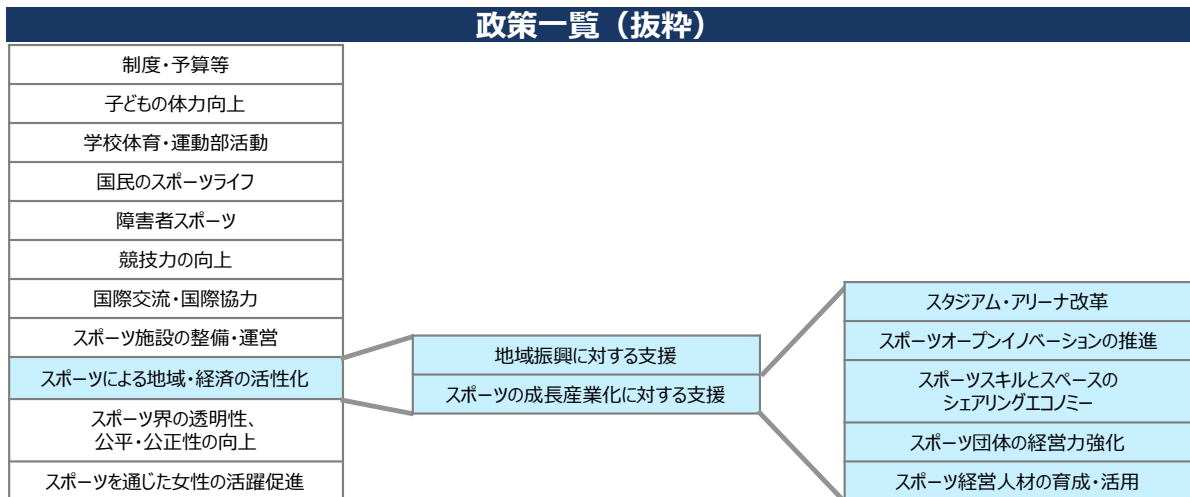 政策一覧（抜粋）
制度・予算等
子どもの体力向上
学校体育・運動部活動
国民のスポーツライフ
障害者スポーツ
競技力の向上
国際交流・国際協力
スポーツ施設の整備・運営
スポーツによる地域・経済の活性化
スポーツ界の透明性、
公平・公正性の向上
スポーツを通じた女性の活躍促進
地域振興に対する支援
スポーツの成長産業化に対する支援
スタジアム・アリーナ改革
スポーツオープンイノベーションの推進
スポーツスキルとスペースの
シェアリングエコノミー
スポーツ団体の経営力強化
スポーツ経営人材の育成・活用